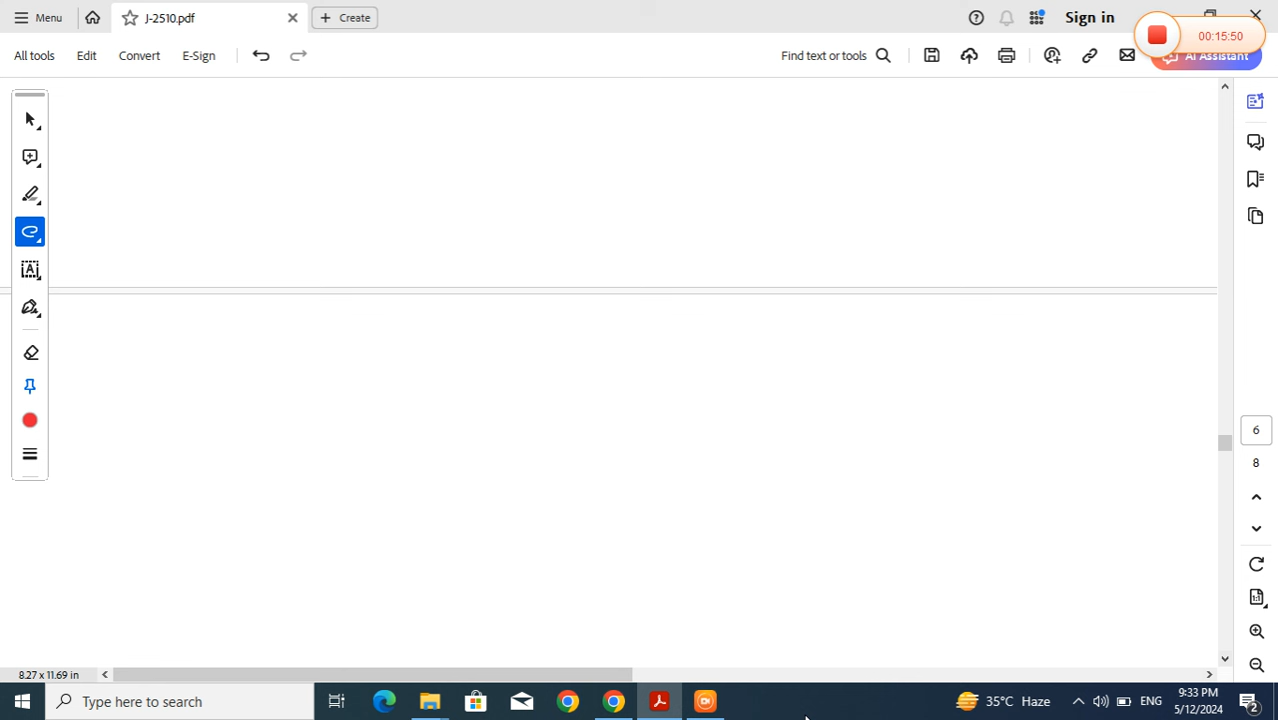 Menu
J-2510.pdf
Create
Sign in
00:15:50
All tools
Edit
Convert
E-Sign
Find text or tools
AI Assistant
A
6
8
1:1
8.27 x 11.69 in
Type here to search
35°C Haze
ENG
9:33 PM
5/12/2024
2